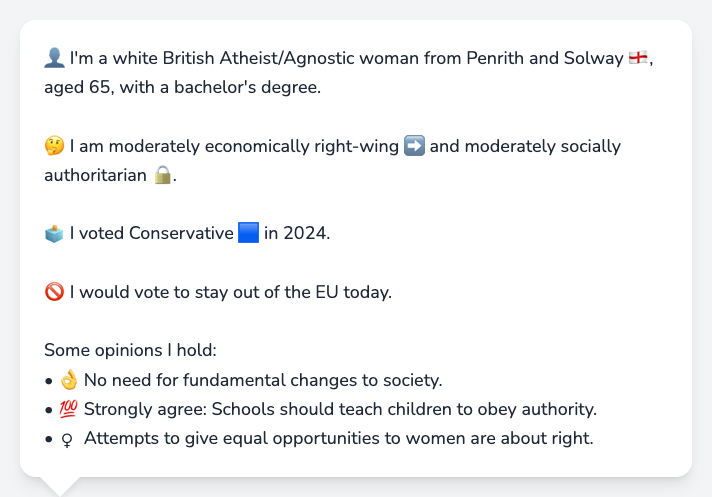 👤 I'm a white British Atheist/Agnostic woman from Penrith and Solway 🏴󠁧󠁢󠁥󠁮󠁧󠁿,
aged 65, with a bachelor's degree.
🤔 I am moderately economically right-wing ➡️ and moderately socially
authoritarian 🔒.
🗳️ I voted Conservative 🟦 in 2024.
🚫 I would vote to stay out of the EU today.
Some opinions I hold:
• 👌 No need for fundamental changes to society.
• 💯 Strongly agree: Schools should teach children to obey authority.
• ♀ Attempts to give equal opportunities to women are about right.